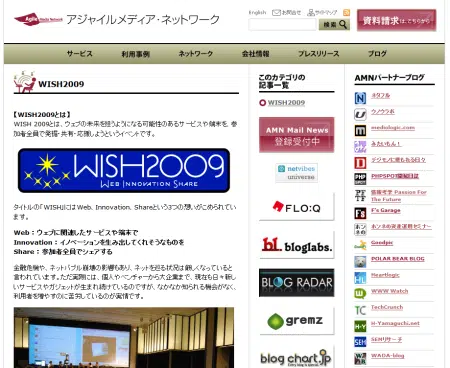 Agile Media Network
アジャイルメディア・ネットワーク
English お問合せ サイトマップ
検索
資料請求はこちらから
サービス 利用事例 ネットワーク 会社情報 プレスリリース ブログ
WISH2009
【WISH2009とは】
WISH 2009とは、ウェブの未来を担うようになる可能性のあるサービスや端末を、参
加者全員で発掘・共有・応援しようというイベントです。
WISH2009
WEB INNOVATION SHARE
タイトルの「WISH」にはWeb、Innovation、Shareという3つの想いがこめられてい
ます。
Web：ウェブに関連したサービスや端末で
Innovation：イノベーションを生み出してくれそうなものを
Share：参加者全員でシェアする
金融危機や、ネットバブル崩壊の影響もあり、ネットを巡る状況は厳しくなっていると
言われています。ただ実際には、個人やベンチャーから大企業まで、現在も日々新し
いサービスやガジェットが生まれ続けているのですが、なかなか知られる機会がなく、
利用者を増やすのに苦労しているのが実情です。
このカテゴリの
記事一覧
WISH2009
AMN Mail News
登録受付中
netvibes
universe
FLO:Q
bl bloglabs.
BLOG RADAR
gremz
blog chart.jp
AMNパートナーブログ
ネタフル
ウノウラボ
mediologic.com
みたいもん！
デジモノに埋もれる日々
PHPSPOT開発日誌
Passion For
The Future
F's Garage
ホンネの資産運用セミナー
Goodpic
POLAR BEAR BLOG
Heartlogic
WWW Watch
TechCrunch
H-Yamaguchi.net
SEMリサーチ
WADA-blog